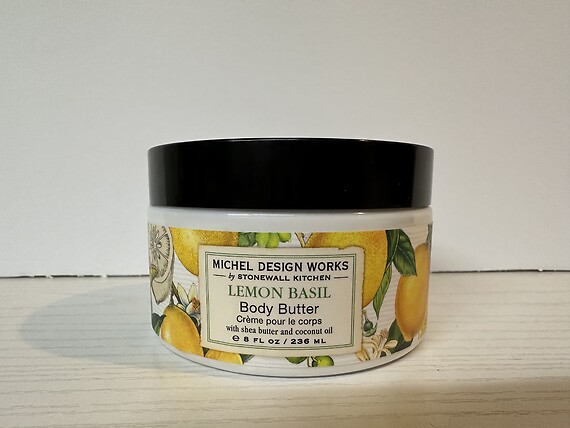 MICHEL DESIGN WORKS
by STONEWALL KITCHEN
LEMON BASIL
Body Butter
Crème pour le corps
with shea butter and coconut oil
℮ 8 FL OZ / 236 ML